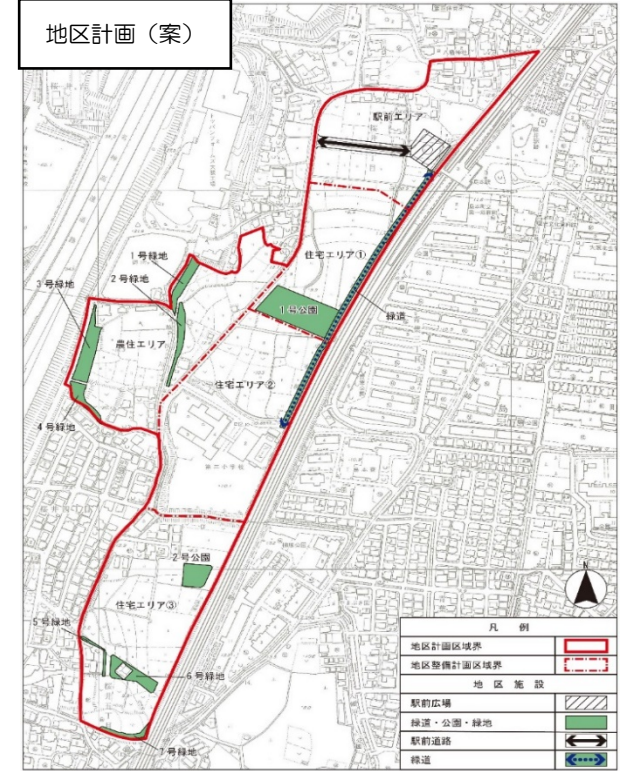 地区計画（案）
駅前エリア
住宅エリア①
1号緑地
2号緑地
3号緑地
1号公園
緑道
農住エリア
住宅エリア②
4号緑地
2号公園
住宅エリア③
5号緑地
6号緑地
7号緑地
N
凡 例
地区計画区域界
地区整備計画区域界
地 区 施 設
駅前広場
緑道・公園・緑地
駅前道路
緑道